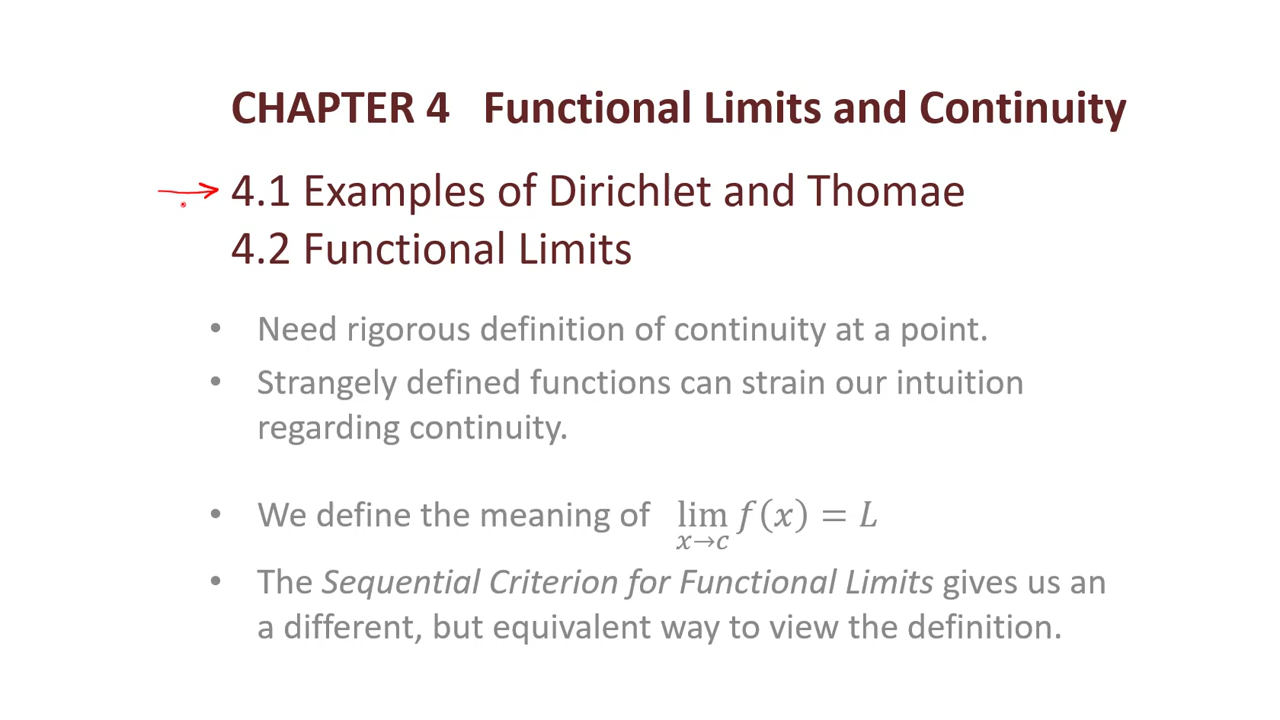 CHAPTER 4 Functional Limits and Continuity
4.1 Examples of Dirichlet and Thomae
4.2 Functional Limits
• Need rigorous definition of continuity at a point.
• Strangely defined functions can strain our intuition
regarding continuity.
• We define the meaning of lim f(x) = L
x→c
• The Sequential Criterion for Functional Limits gives us an
a different, but equivalent way to view the definition.